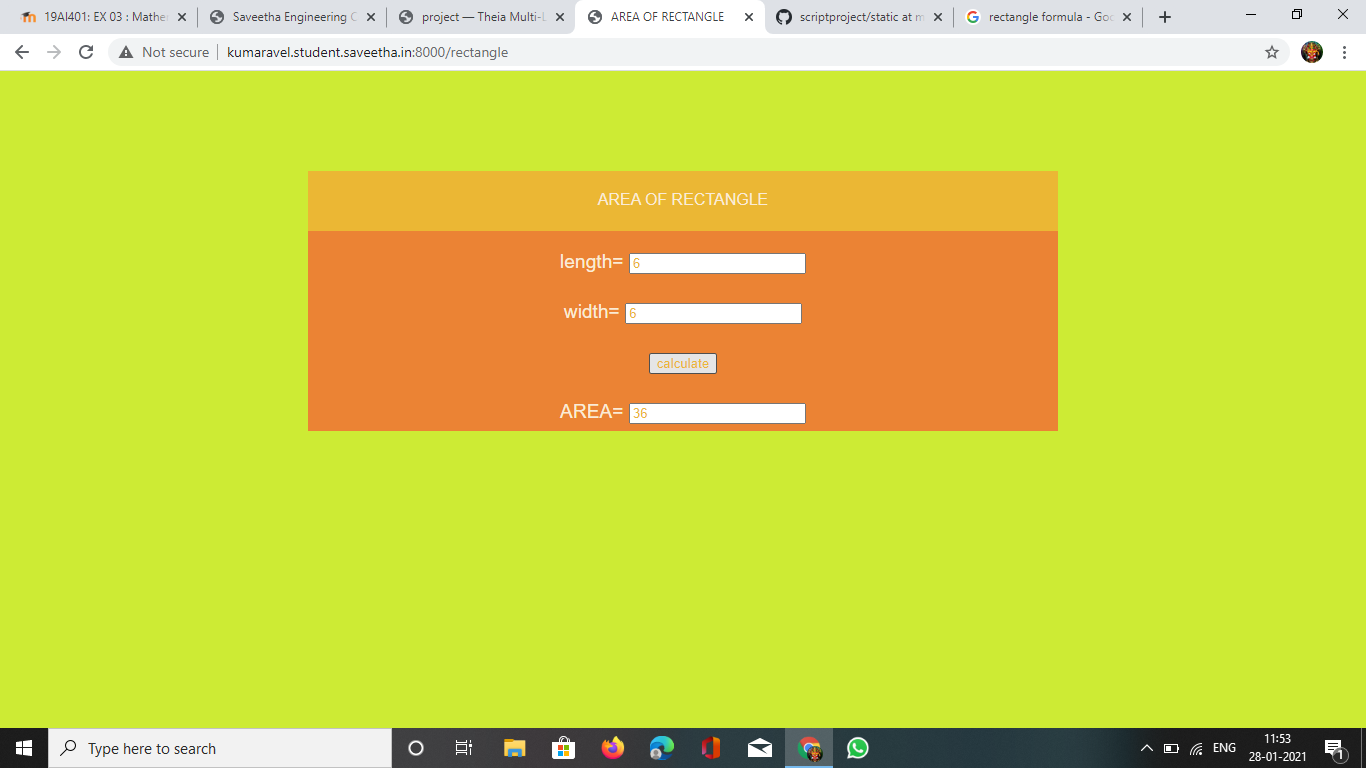 19AI401: EX 03 : Mathe
Saveetha Engineering C
project — Theia Multi-L
AREA OF RECTANGLE
scriptproject/static at m
rectangle formula - Goo
Not secure
kumaravel.student.saveetha.in:8000/rectangle
AREA OF RECTANGLE
length= 6
width= 6
calculate
AREA= 36
Type here to search
ENG
11:53
28-01-2021
1